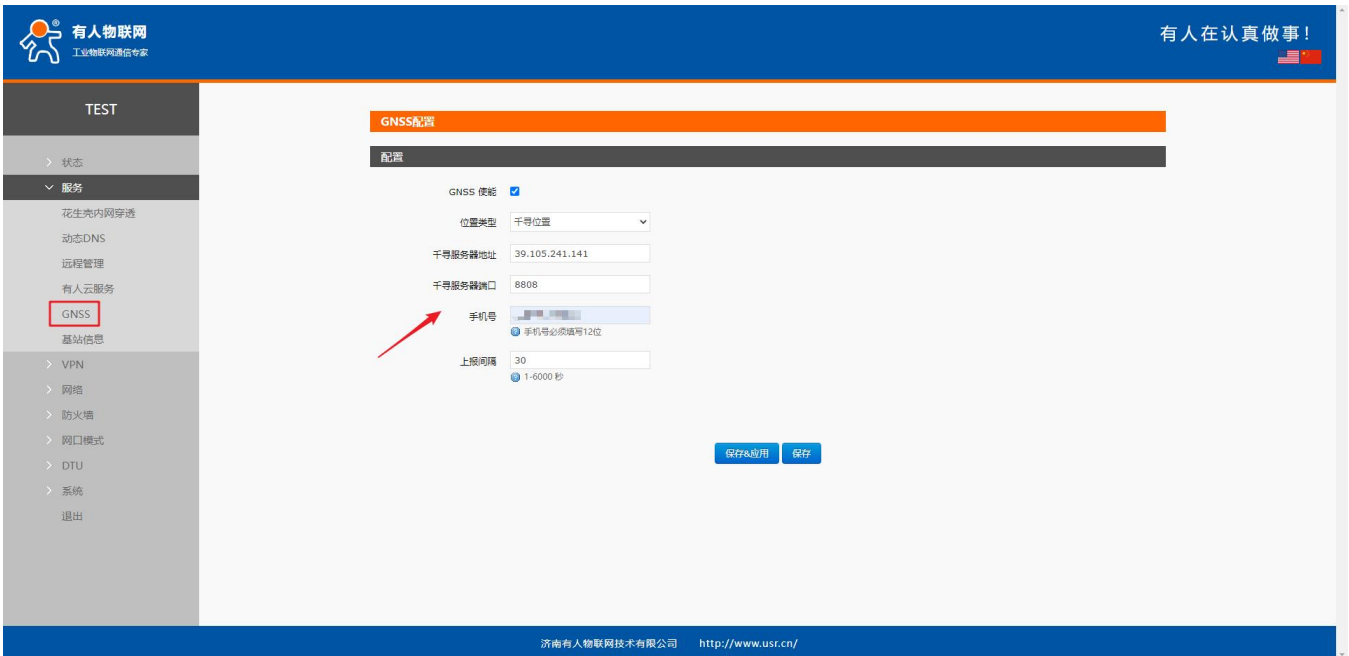 有人物联网
工业物联网通信专家
有人在认真做事！
TEST
状态
服务
花生壳内网穿透
动态DNS
远程管理
有人云服务
GNSS
基站信息
VPN
网络
防火墙
网口模式
DTU
系统
退出
GNSS配置
配置
GNSS 使能
位置类型 千寻位置
千寻服务器地址 39.105.241.141
千寻服务器端口 8808
手机号
手机号必须填写12位
上报间隔 30
1-6000 秒
保存&应用 保存
济南有人物联网技术有限公司 http://www.usr.cn/